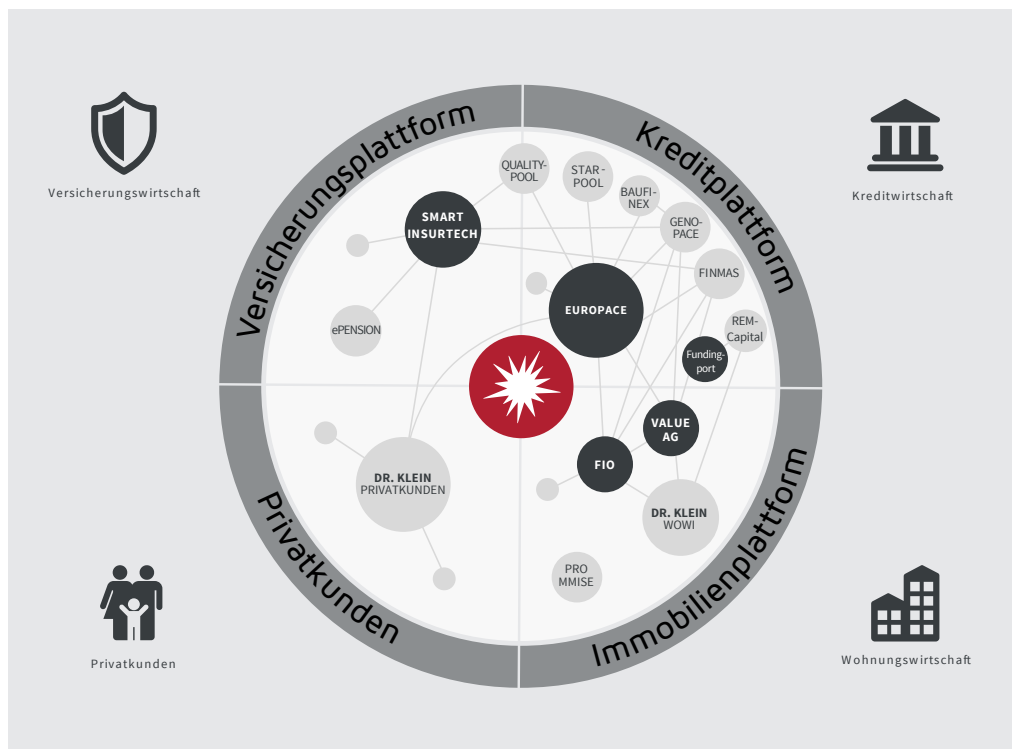 Versicherungsplattform
Kreditplattform
Versicherungswirtschaft
Kreditwirtschaft
QUALITY-
POOL
STAR-
POOL
BAUFI-
NEX
GENO-
PACE
SMART
INSURTECH
FINMAS
EUROPACE
ePENSION
REM-
Capital
Funding-
port
VALUE
AG
FIO
DR. KLEIN
PRIVATKUNDEN
DR. KLEIN
WOWI
PRO
MMISE
Privatkunden
Immobilienplattform
Privatkunden
Wohnungswirtschaft